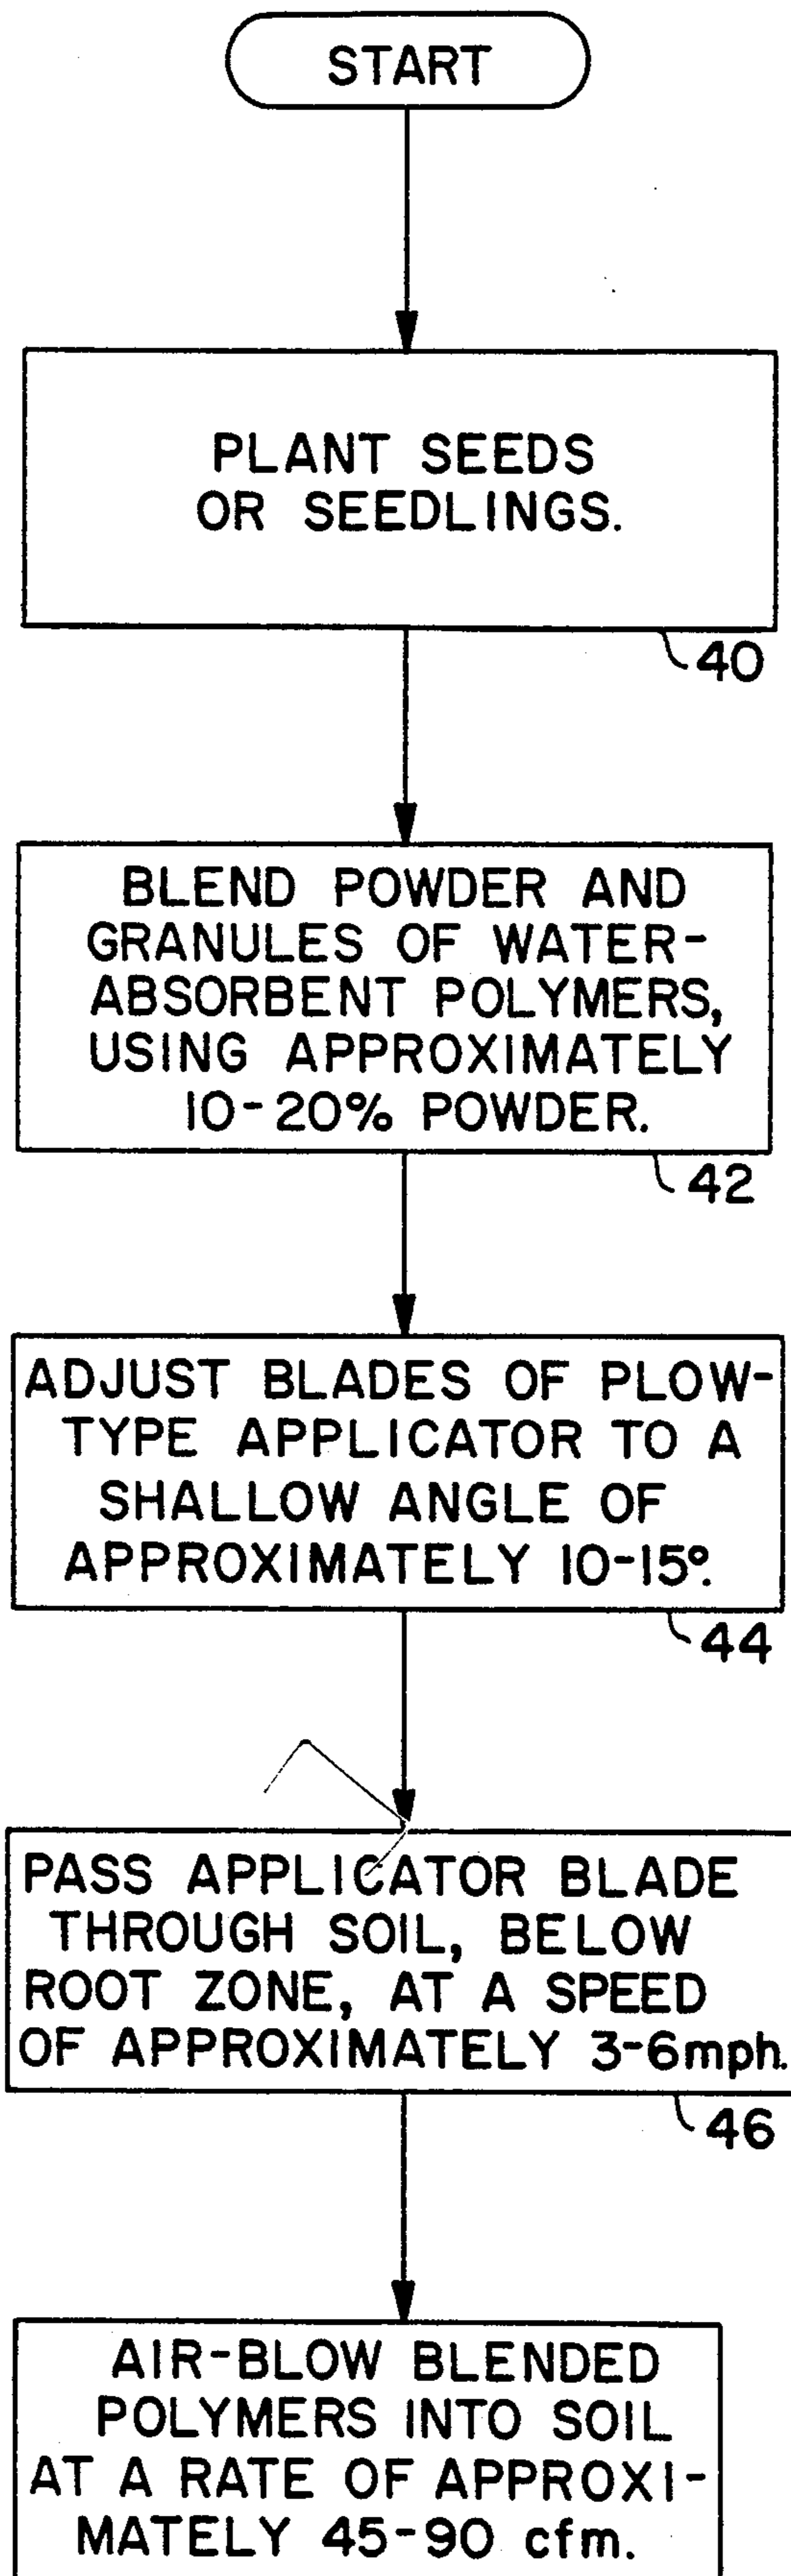 START
PLANT SEEDS
OR SEEDLINGS.
40
BLEND POWDER AND
GRANULES OF WATER-
ABSORBENT POLYMERS,
USING APPROXIMATELY
10-20% POWDER.
42
ADJUST BLADES OF PLOW-
TYPE APPLICATOR TO A
SHALLOW ANGLE OF
APPROXIMATELY 10-15°.
44
PASS APPLICATOR BLADE
THROUGH SOIL, BELOW
ROOT ZONE, AT A SPEED
OF APPROXIMATELY 3-6mph.
46
AIR-BLOW BLENDED
POLYMERS INTO SOIL
AT A RATE OF APPROXI-
MATELY 45-90 cfm.